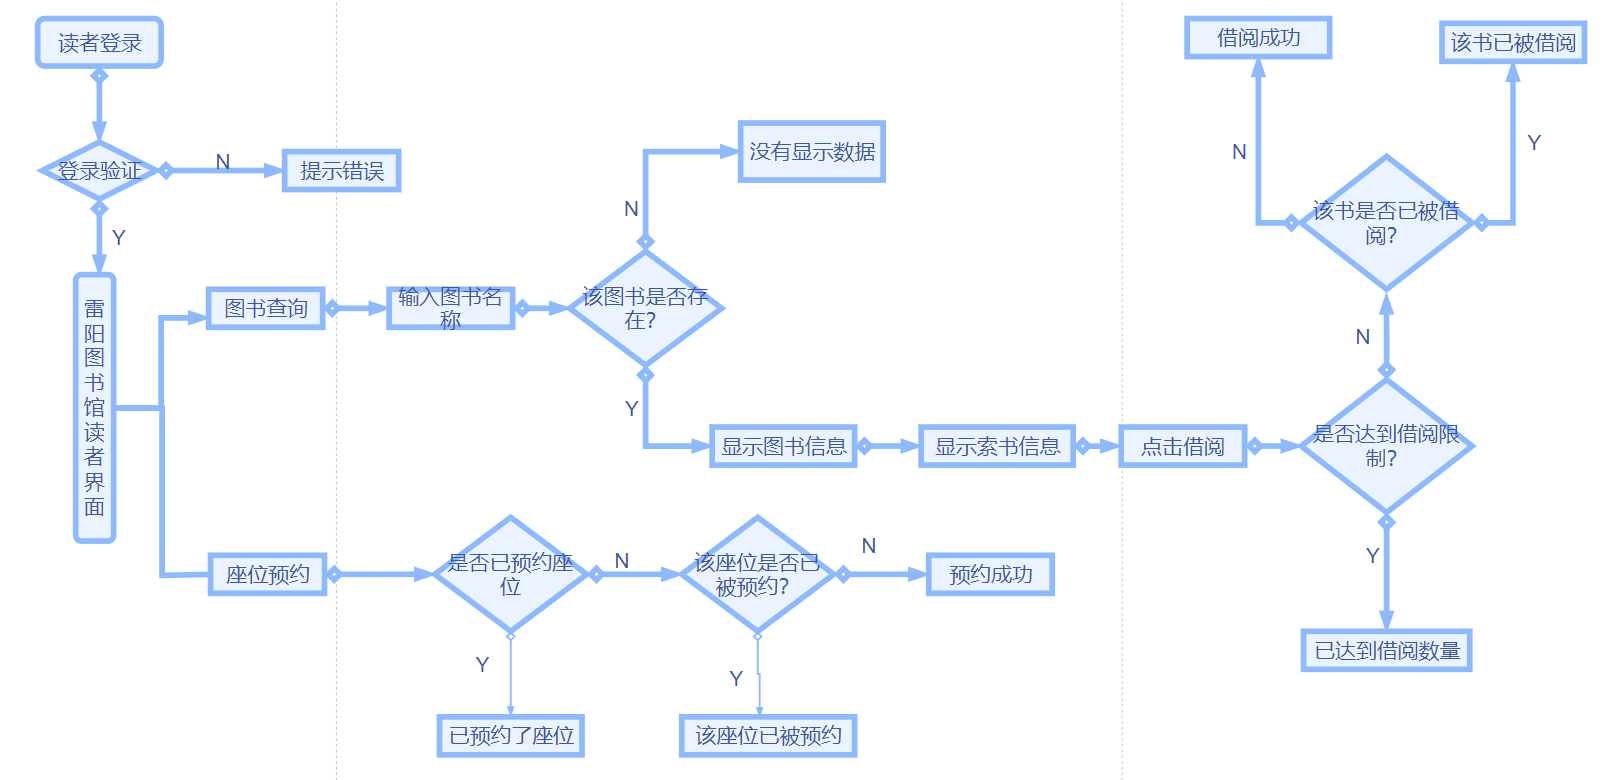 读者登录
借阅成功
该书已被借阅
登录验证
N
提示错误
没有显示数据
N
Y
Y
N
该书是否已被借
阅?
雷
阳
图
书
馆
读
者
界
面
图书查询
输入图书名
称
该图书是否存
在?
N
Y
显示图书信息
显示索书信息
点击借阅
是否达到借阅限
制?
座位预约
是否已预约座
位
N
该座位是否已
被预约?
N
预约成功
Y
Y
Y
已达到借阅数量
已预约了座位
该座位已被预约